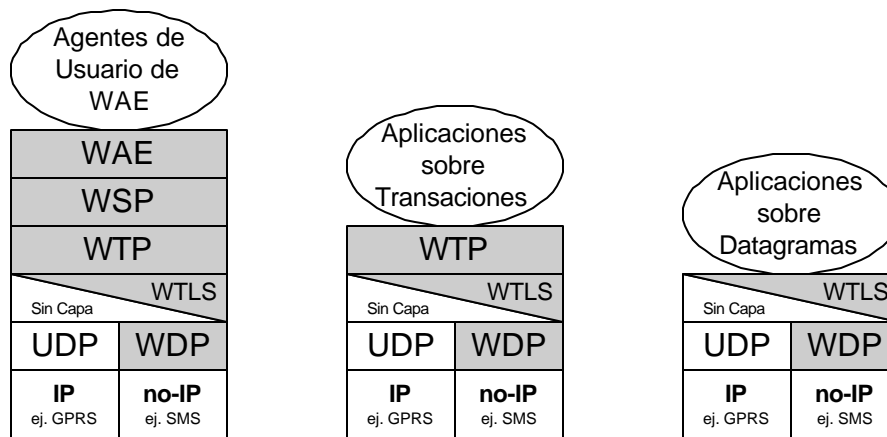 Agentes de
Usuario de
WAE
WAE
WSP
WTP
Sin Capa WTLS
UDP WDP
IP no-IP
ej. GPRS ej. SMS
Aplicaciones
sobre
Transaciones
WTP
Sin Capa WTLS
UDP WDP
IP no-IP
ej. GPRS ej. SMS
Aplicaciones
sobre
Datagramas
Sin Capa WTLS
UDP WDP
IP no-IP
ej. GPRS ej. SMS